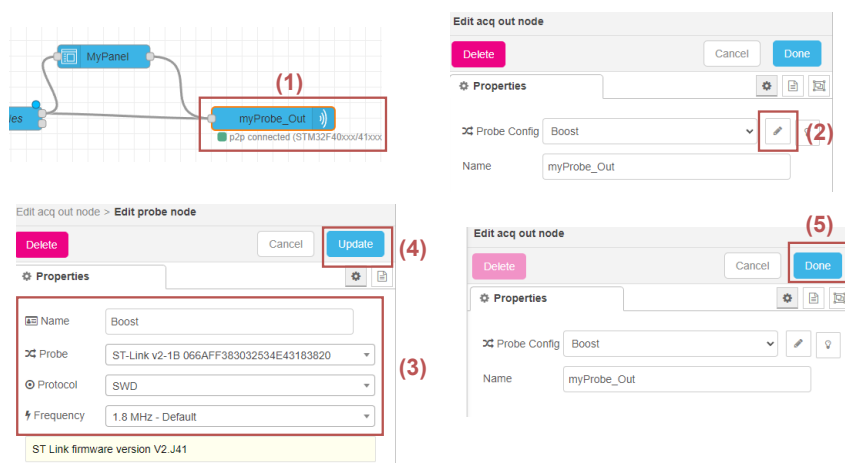 MyPanel
(1)
les
myProbe_Out
p2p connected (STM32F40xxx/41xxx
Edit acq out node
Delete
Cancel
Done
Properties
Probe Config
Boost
(2)
Name
myProbe_Out
Edit acq out node > Edit probe node
Delete
Cancel
Update
(4)
Properties
Name
Boost
Probe
ST-Link v2-1B 066AFF383032534E43183820
(3)
Protocol
SWD
Frequency
1.8 MHz - Default
ST Link firmware version V2.J41
(5)
Edit acq out node
Delete
Cancel
Done
Properties
Probe Config
Boost
Name
myProbe_Out